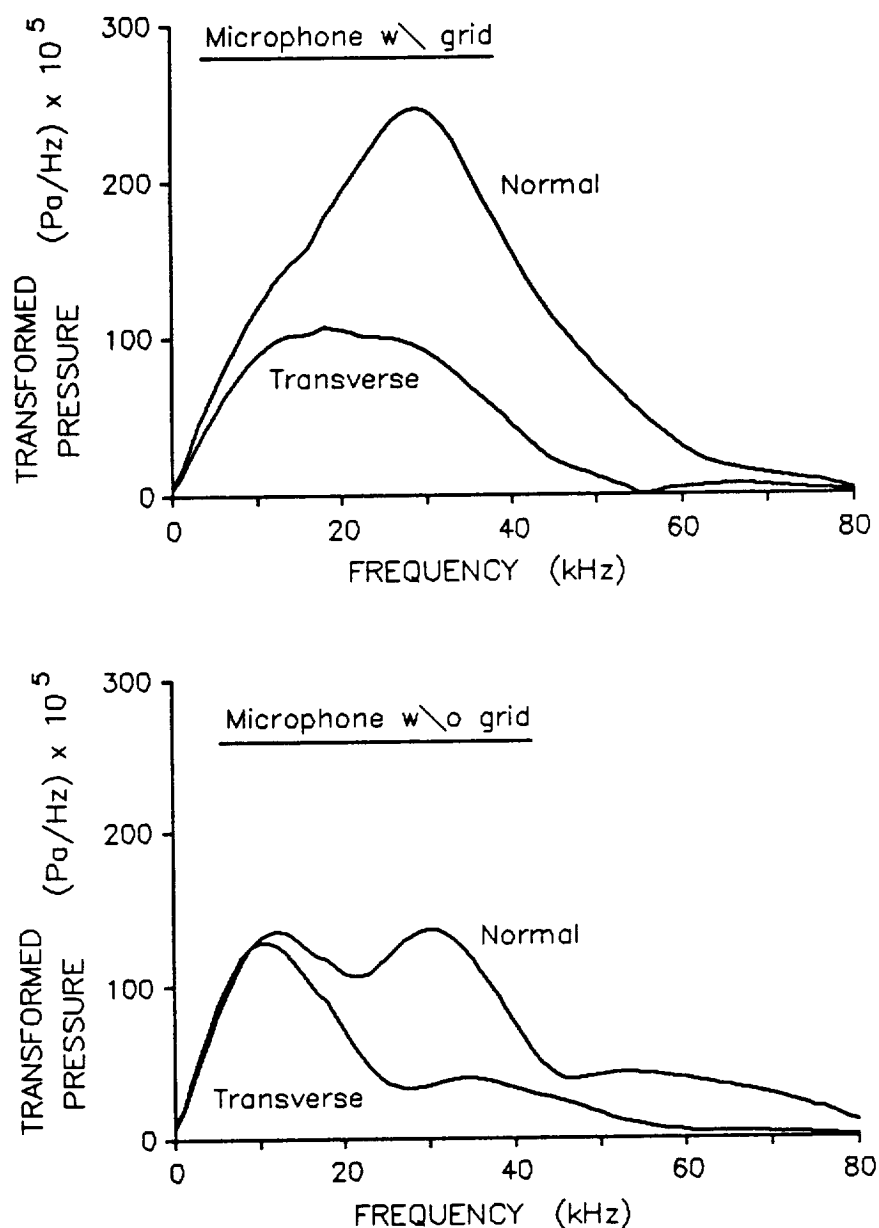 Microphone w\ grid
TRANSFORMED PRESSURE (Pa/Hz) x 10^5
300
200
100
0
Normal
Transverse
0 20 40 60 80
FREQUENCY (kHz)
Microphone w\o grid
TRANSFORMED PRESSURE (Pa/Hz) x 10^5
300
200
100
0
Normal
Transverse
0 20 40 60 80
FREQUENCY (kHz)